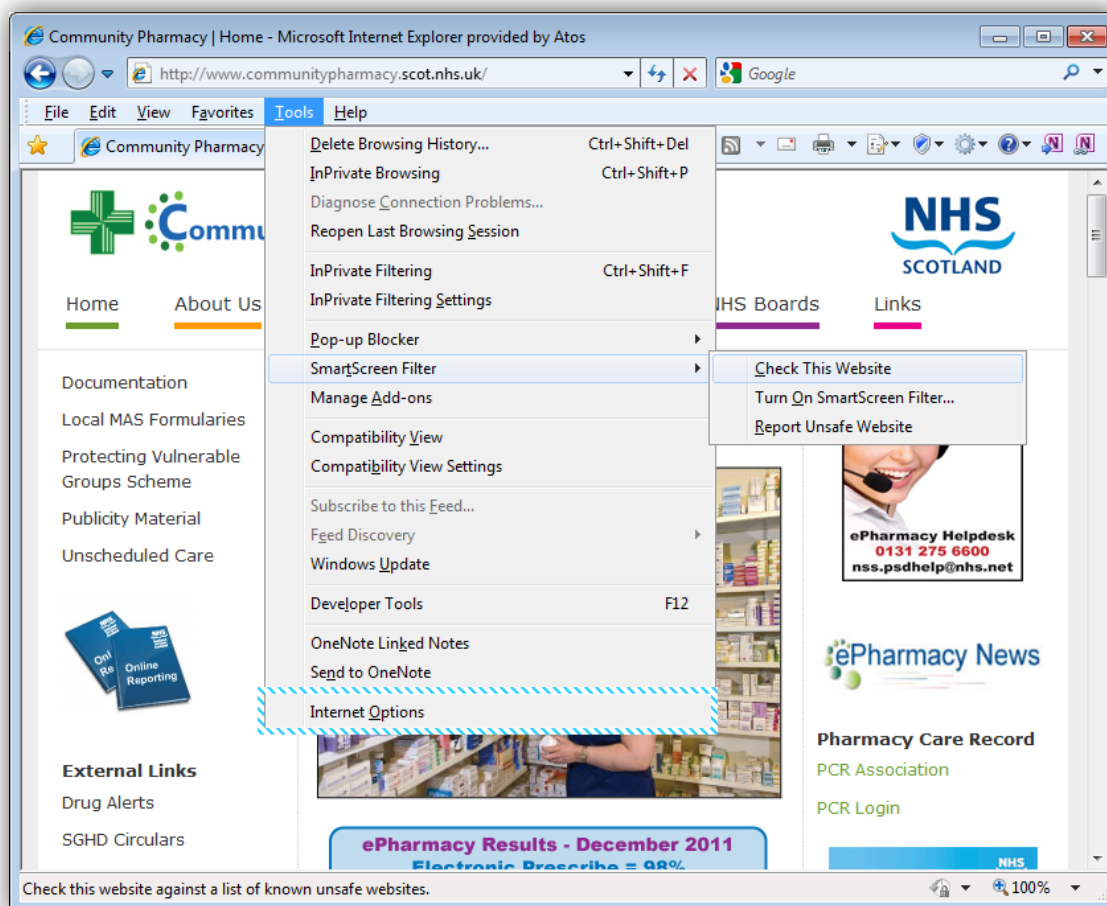 Community Pharmacy | Home - Microsoft Internet Explorer provided by Atos
http://www.communitypharmacy.scot.nhs.uk/
Google
File Edit View Favorites Tools Help
Community Pharmacy
Delete Browsing History... Ctrl+Shift+Del
InPrivate Browsing Ctrl+Shift+P
Diagnose Connection Problems...
Reopen Last Browsing Session
InPrivate Filtering Ctrl+Shift+F
InPrivate Filtering Settings
Pop-up Blocker
SmartScreen Filter
Manage Add-ons
Compatibility View
Compatibility View Settings
Subscribe to this Feed...
Feed Discovery
Windows Update
Developer Tools F12
OneNote Linked Notes
Send to OneNote
Internet Options
Check This Website
Turn On SmartScreen Filter...
Report Unsafe Website
Commu
NHS
SCOTLAND
Home About Us NHS Boards Links
Documentation
Local MAS Formularies
Protecting Vulnerable
Groups Scheme
Publicity Material
Unscheduled Care
Online
Reporting
External Links
Drug Alerts
SGHD Circulars
ePharmacy Results - December 2011
Electronic Prescribe = 98%
ePharmacy Helpdesk
0131 275 6600
nss.psdhelp@nhs.net
ePharmacy News
Pharmacy Care Record
PCR Association
PCR Login
NHS
Check this website against a list of known unsafe websites.
100%